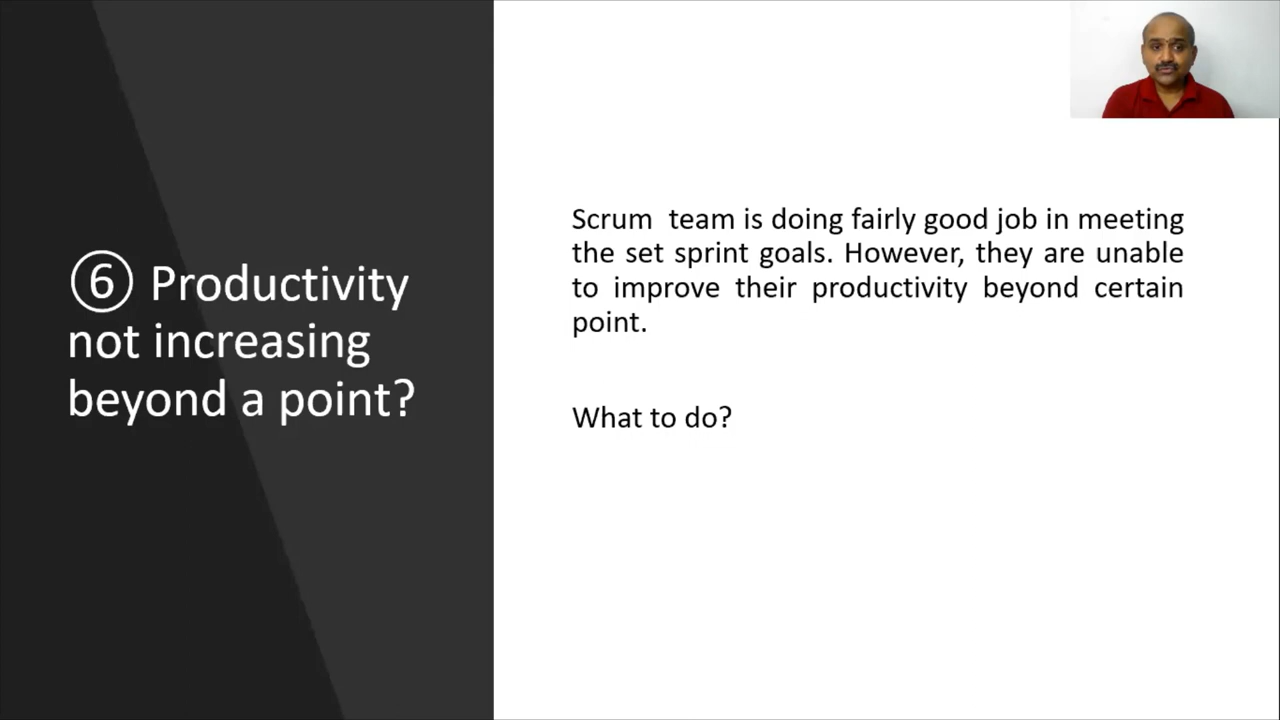 ⑥ Productivity
not increasing
beyond a point?
Scrum team is doing fairly good job in meeting
the set sprint goals. However, they are unable
to improve their productivity beyond certain
point.
What to do?